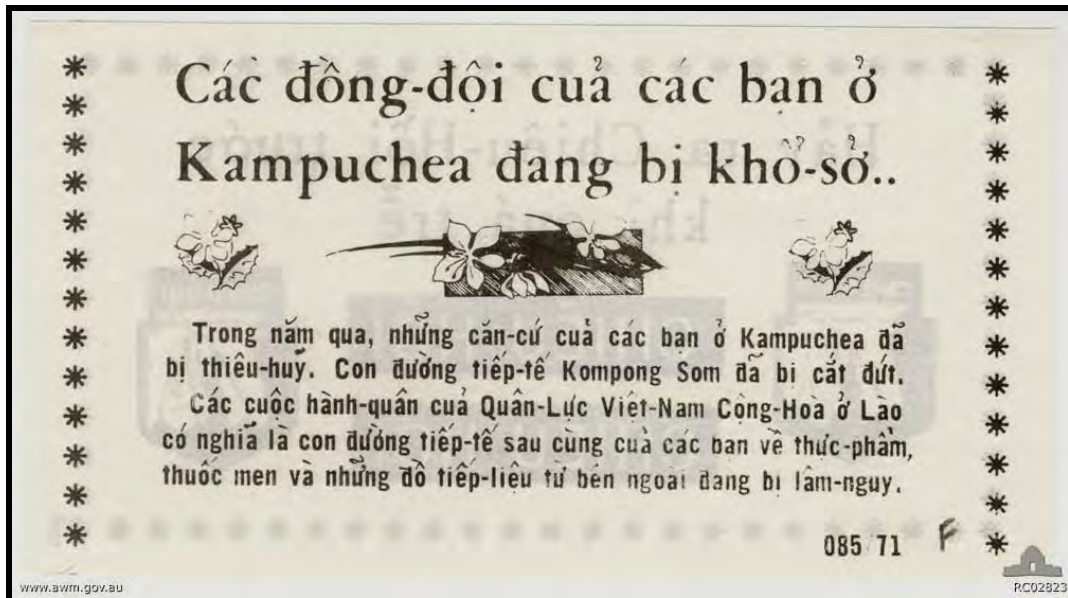 Các đồng-đội cuả các bạn ở
Kampuchea đang bị khổ-sở..
Trong năm qua, những căn-cứ cuả các bạn ở Kampuchea đã
bị thiêu-huỷ. Con đường tiếp-tế Kompong Som đã bị cắt đứt.
Các cuộc hành-quân cuả Quân-Lực Việt-Nam Cộng-Hoà ở Lào
có nghĩa là con đường tiếp-tế sau cùng cuả các bạn về thực-phẩm,
thuốc men và những đồ tiếp-liệu từ bên ngoài đang bị lâm-nguy.
085 71 F
www.awm.gov.au
RC02823